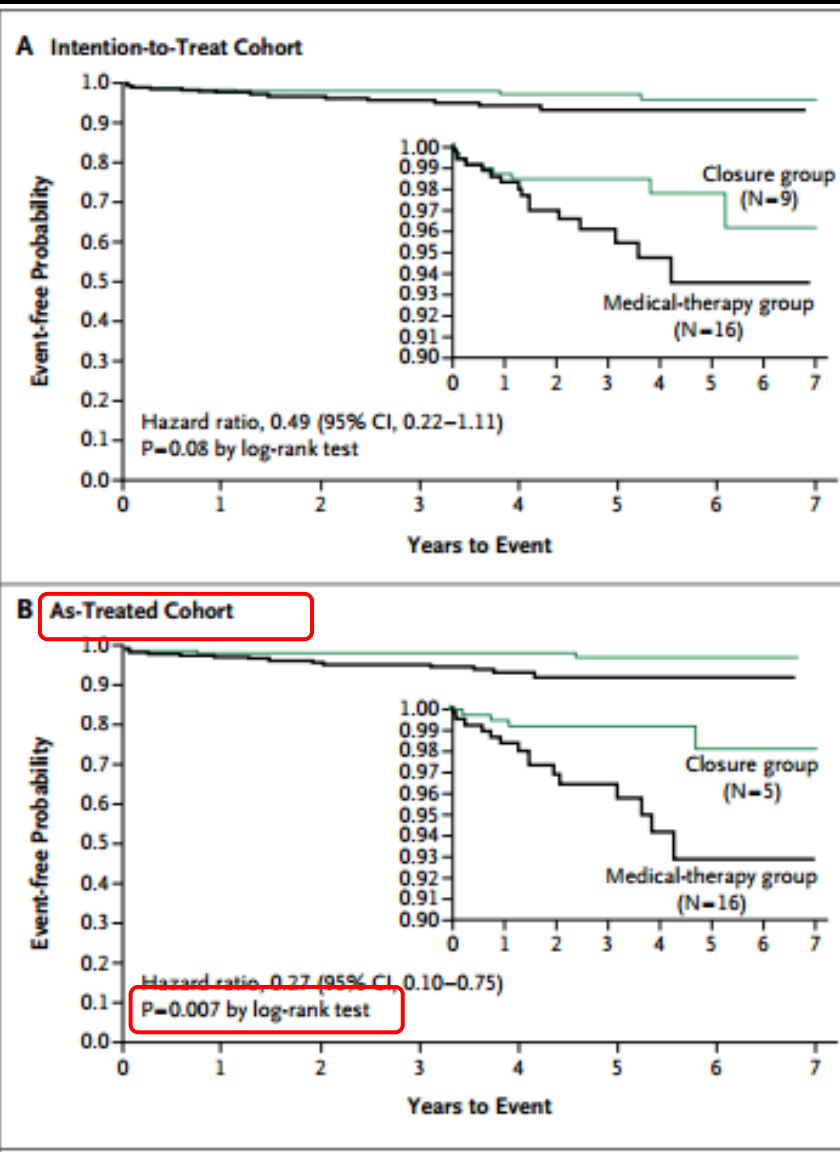 A Intention-to-Treat Cohort
1.0
0.9
0.8
0.7
0.6
0.5
0.4
0.3
0.2
0.1
0.0
Event-free Probability
1.00
0.99
0.98
0.97
0.96
0.95
0.94
0.93
0.92
0.91
0.90
0 1 2 3 4 5 6 7
Closure group
(N=9)
Medical-therapy group
(N=16)
Hazard ratio, 0.49 (95% CI, 0.22–1.11)
P=0.08 by log-rank test
0 1 2 3 4 5 6 7
Years to Event
B As-Treated Cohort
1.0
0.9
0.8
0.7
0.6
0.5
0.4
0.3
0.2
0.1
0.0
Event-free Probability
1.00
0.99
0.98
0.97
0.96
0.95
0.94
0.93
0.92
0.91
0.90
0 1 2 3 4 5 6 7
Closure group
(N=5)
Medical-therapy group
(N=16)
Hazard ratio, 0.27 (95% CI, 0.10–0.75)
P=0.007 by log-rank test
0 1 2 3 4 5 6 7
Years to Event